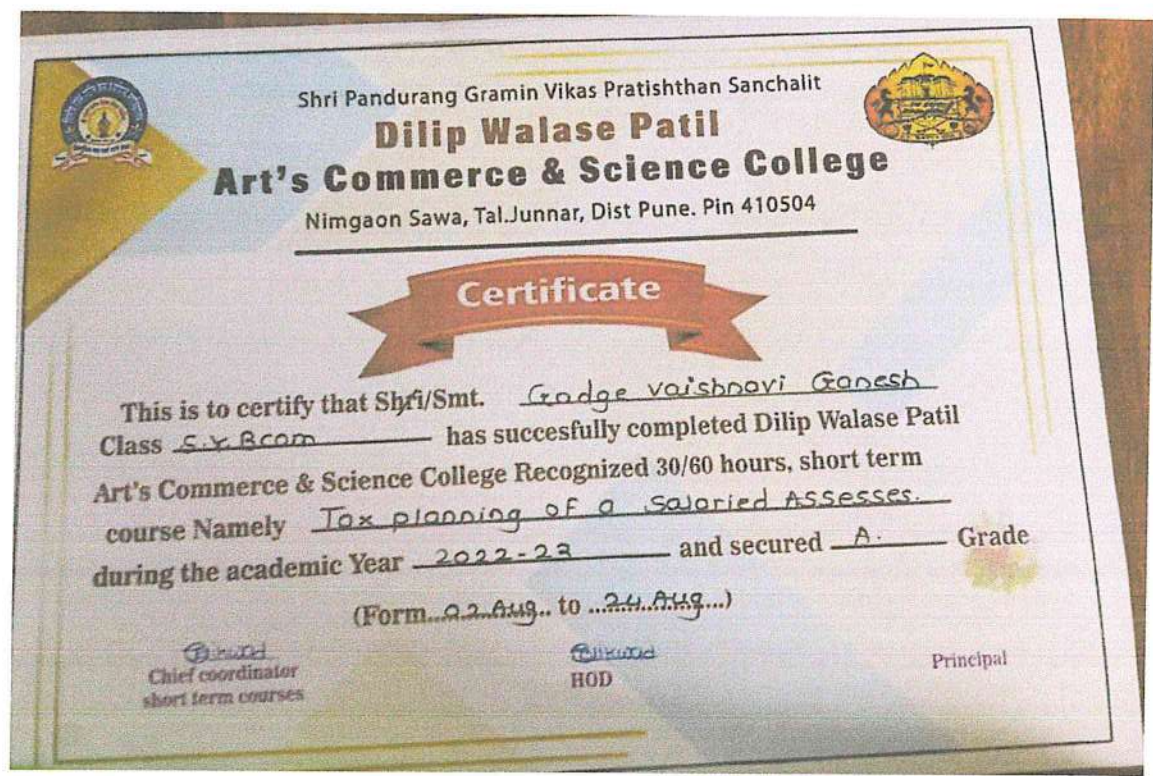 Shri Pandurang Gramin Vikas Pratishthan Sanchalit
Dilip Walase Patil
Art's Commerce & Science College
Nimgaon Sawa, Tal.Junnar, Dist Pune. Pin 410504
Certificate
This is to certify that Shri/Smt. Gadge vaishnavi Ganesh
Class S.Y.Bcom has succesfully completed Dilip Walase Patil
Art's Commerce & Science College Recognized 30/60 hours, short term
course Namely Tax planning of a Salaried Assesses.
during the academic Year 2022-23 and secured A. Grade
(Form...02.Aug.. to ...24..Aug...)
Chief coordinator
short term courses
HOD
Principal